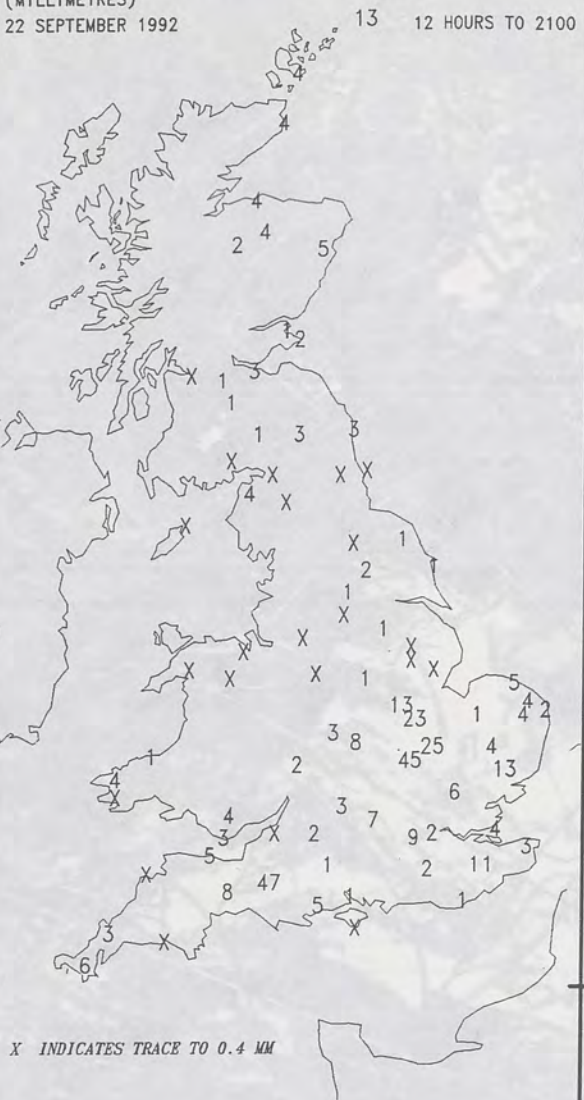 (MILLIMETRES)
22 SEPTEMBER 1992 13 12 HOURS TO 2100
4
4
4
2 4 5
2
X 1 3
1
1 3 3
X X X X
4 X
X
X 1
2 1
1
X
1
X X X
X
X X X 1 X
5
13 23 1 4 4 2
3 8 25 4
1 2 45 13
4
X 6
3
4 7
3 X 2 9 2 4
5 1 2 11 3
X 8 47
5 1 1
3 X X
6
X INDICATES TRACE TO 0.4 MM